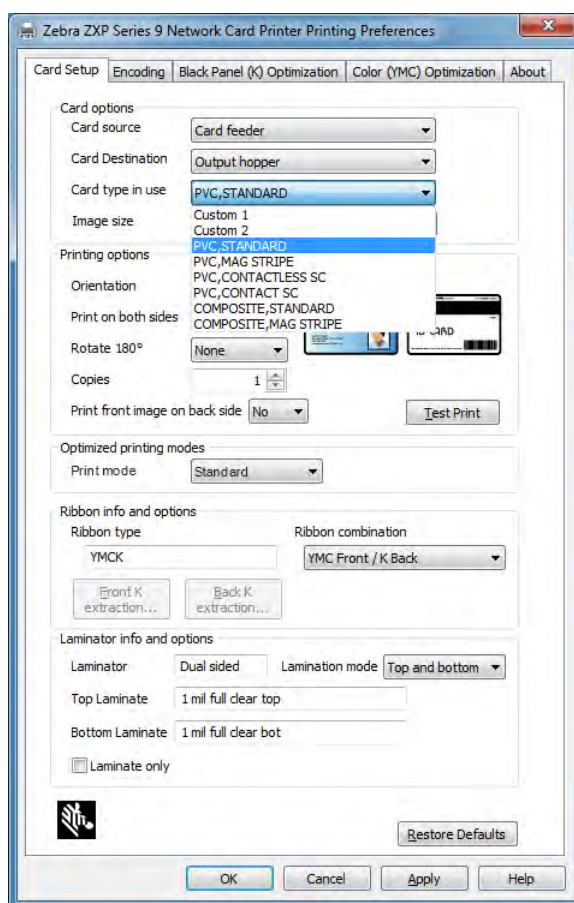 Zebra ZXP Series 9 Network Card Printer Printing Preferences
Card Setup Encoding Black Panel (K) Optimization Color (YMC) Optimization About
Card options
Card source Card feeder
Card Destination Output hopper
Card type in use PVC,STANDARD
Image size
Custom 1
Custom 2
PVC,STANDARD
PVC,MAG STRIPE
PVC,CONTACTLESS SC
PVC,CONTACT SC
COMPOSITE,STANDARD
COMPOSITE,MAG STRIPE
Printing options
Orientation
Print on both sides
ID CARD
Rotate 180° None
Copies 1
Print front image on back side No Test Print
Optimized printing modes
Print mode Standard
Ribbon info and options
Ribbon type Ribbon combination
YMCK YMC Front / K Back
Front K extraction... Back K extraction...
Laminator info and options
Laminator Dual sided Lamination mode Top and bottom
Top Laminate 1 mil full clear top
Bottom Laminate 1 mil full clear bot
Laminate only
Restore Defaults
OK Cancel Apply Help